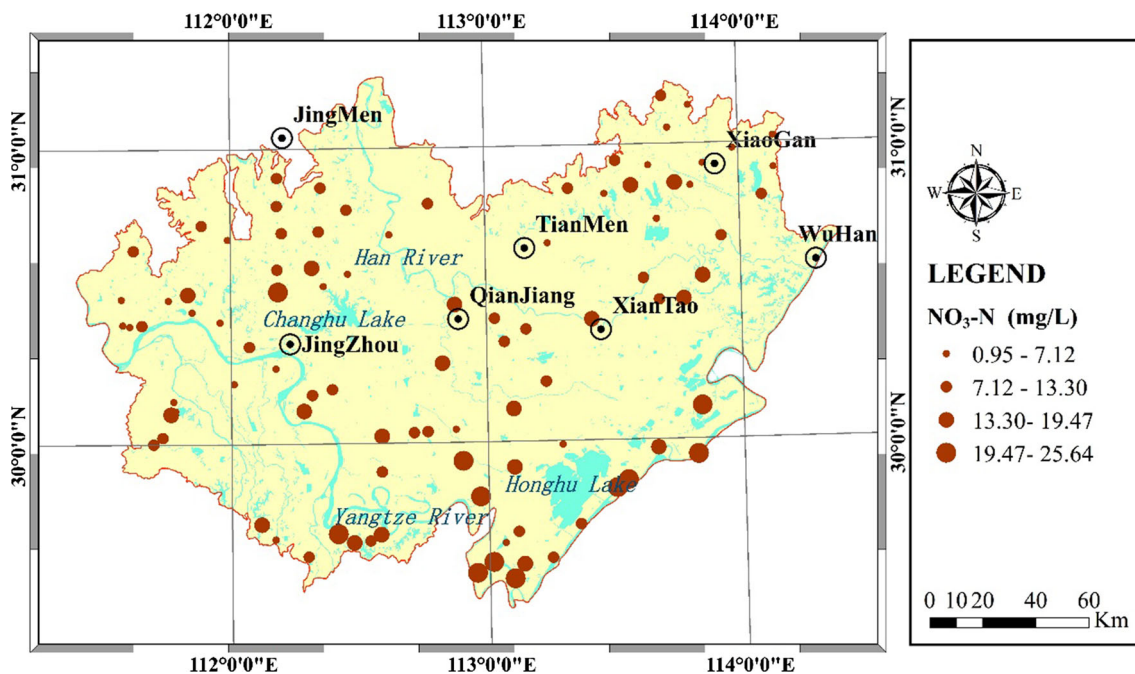 112°0'0"E 113°0'0"E 114°0'0"E
31°0'0"N
30°0'0"N
JingMen
XiaoGan
TianMen
WuHan
Han River
QianJiang
XianTao
Changhu Lake
JingZhou
Honghu Lake
Yangtze River
31°0'0"N
30°0'0"N
112°0'0"E 113°0'0"E 114°0'0"E
N
W E
S
LEGEND
NO₃-N (mg/L)
0.95 - 7.12
7.12 - 13.30
13.30- 19.47
19.47- 25.64
0 10 20 40 60
Km